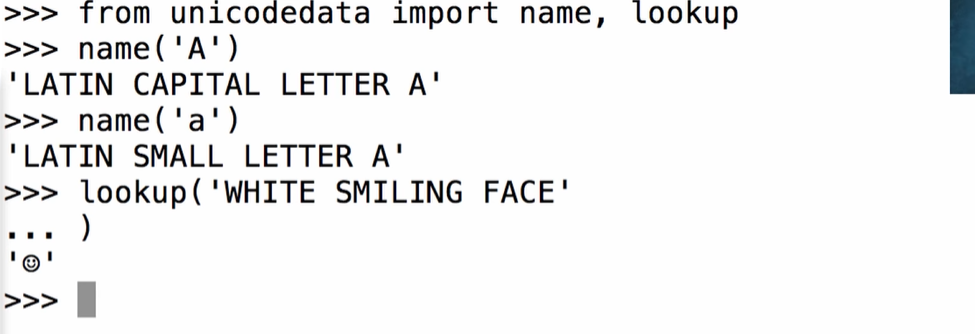 >>> from unicodedata import name, lookup
>>> name('A')
'LATIN CAPITAL LETTER A'
>>> name('a')
'LATIN SMALL LETTER A'
>>> lookup('WHITE SMILING FACE'
... )
'☺'
>>>